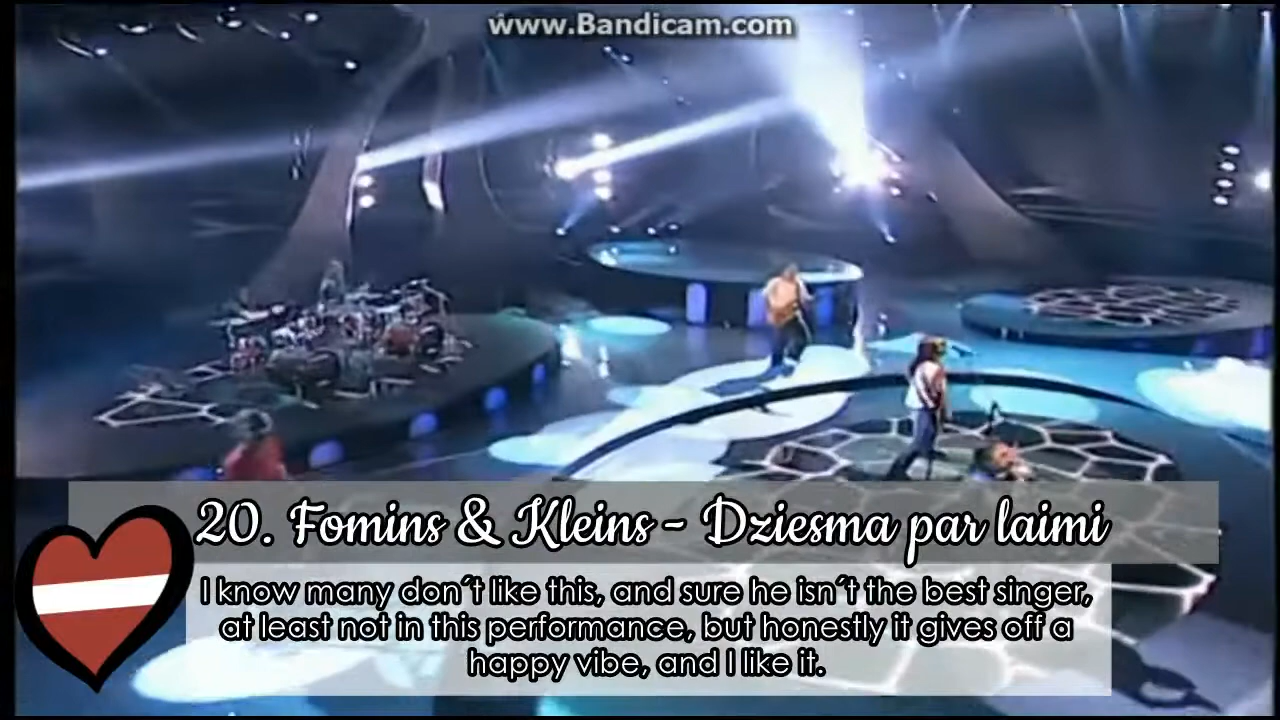 www.Bandicam.com
20. Fomins & Kleins - Dziesma par laimi
I know many don´t like this, and sure he isn´t the best singer,
at least not in this performance, but honestly it gives off a
happy vibe, and I like it.